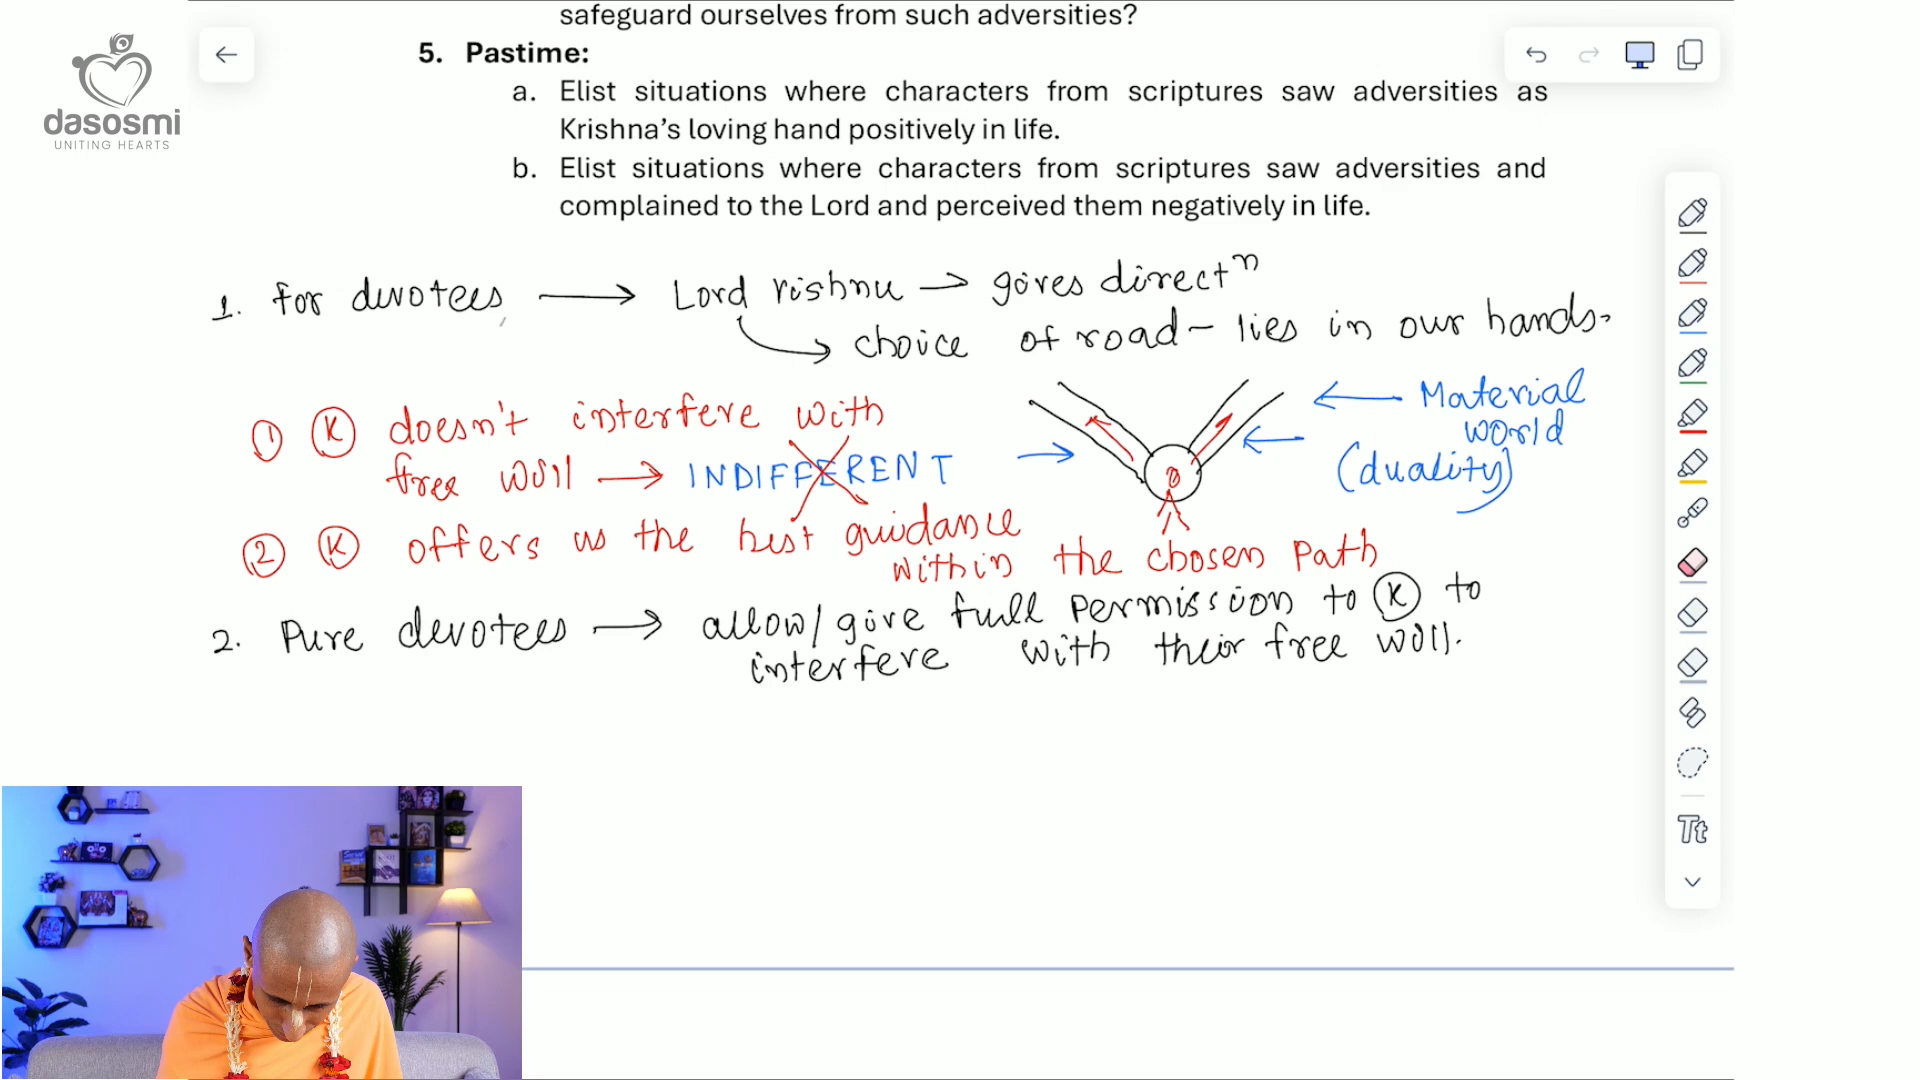 safeguard ourselves from such adversities?
5. Pastime:
a. Elist situations where characters from scriptures saw adversities as
Krishna's loving hand positively in life.
b. Elist situations where characters from scriptures saw adversities and
complained to the Lord and perceived them negatively in life.
dasosmi
UNITING HEARTS
1. For devotees → Lord Vishnu → gives directⁿ
choice of road - lies in our hands.
① Ⓚ doesn't interfere with
free will → INDIFFERENT
← Material
world
(duality)
② Ⓚ offers us the best guidance
within the chosen path
2. Pure devotees → allow/give full permission to Ⓚ to
interfere with their free will.
Tt